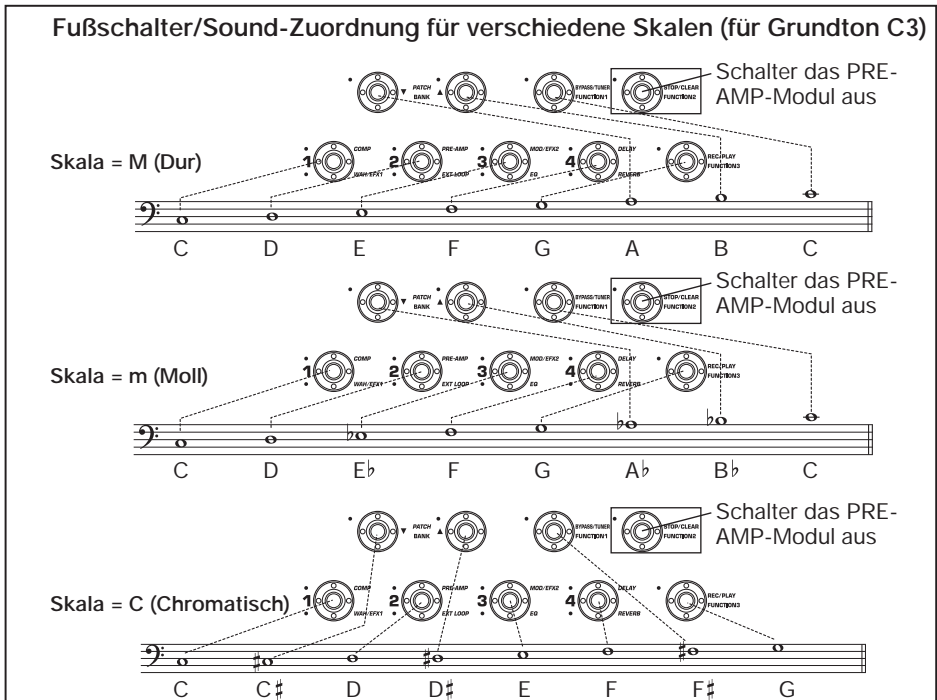 Fußschalter/Sound-Zuordnung für verschiedene Skalen (für Grundton C3)
▼ PATCH ▲
BANK
BYPASS/TUNER
FUNCTION1
STOP/CLEAR
FUNCTION2
Schalter das PRE-
AMP-Modul aus
Skala = M (Dur)
1 COMP
WAH/EFX1
2 PRE-AMP
EXT LOOP
3 MOD/EFX2
EQ
4 DELAY
REVERB
REC/PLAY
FUNCTION3
C D E F G A B C
▼ PATCH ▲
BANK
BYPASS/TUNER
FUNCTION1
STOP/CLEAR
FUNCTION2
Schalter das PRE-
AMP-Modul aus
Skala = m (Moll)
1 COMP
WAH/EFX1
2 PRE-AMP
EXT LOOP
3 MOD/EFX2
EQ
4 DELAY
REVERB
REC/PLAY
FUNCTION3
C D E♭ F G A♭ B♭ C
▼ PATCH ▲
BANK
BYPASS/TUNER
FUNCTION1
STOP/CLEAR
FUNCTION2
Schalter das PRE-
AMP-Modul aus
Skala = C (Chromatisch)
1 COMP
WAH/EFX1
2 PRE-AMP
EXT LOOP
3 MOD/EFX2
EQ
4 DELAY
REVERB
REC/PLAY
FUNCTION3
C C♯ D D♯ E F F♯ G